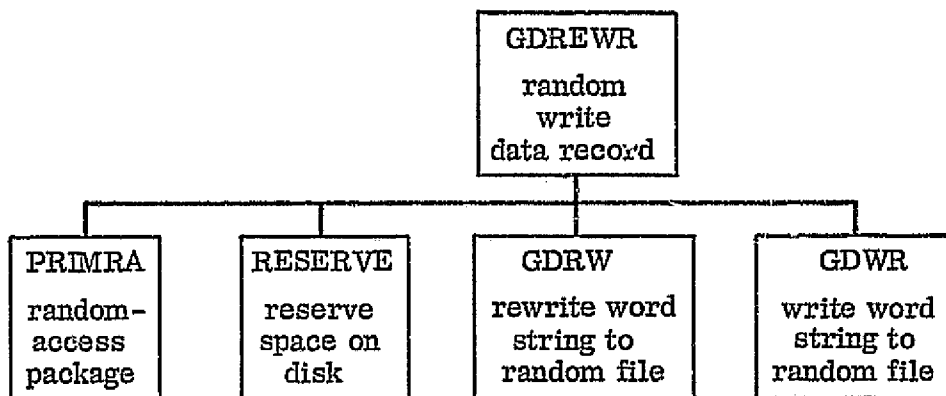 GDREWR
random
write
data record
PRIMRA
random-
access
package
RESERVE
reserve
space on
disk
GDRW
rewrite word
string to
random file
GDWR
write word
string to
random file